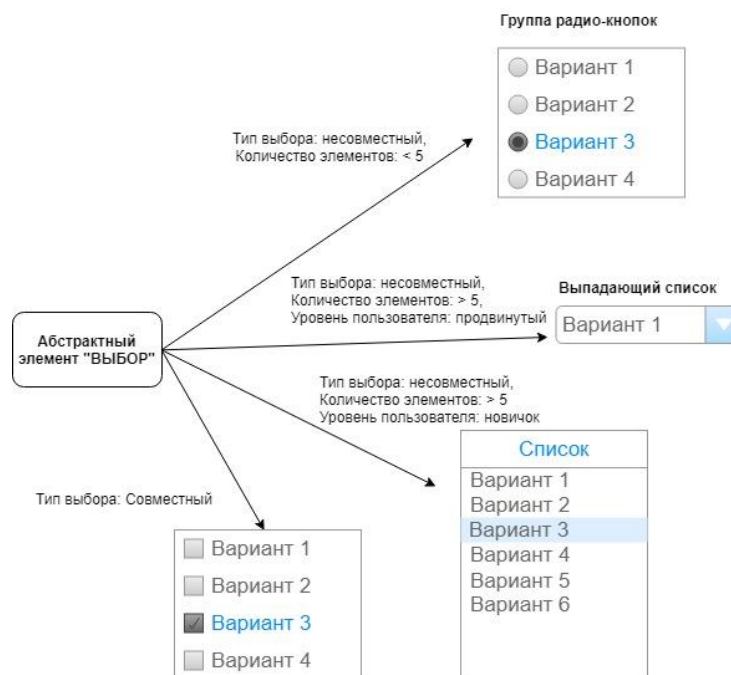 Группа радио-кнопок
Вариант 1
Вариант 2
Вариант 3
Вариант 4
Тип выбора: несовместный,
Количество элементов: < 5
Тип выбора: несовместный,
Количество элементов: > 5,
Уровень пользователя: продвинутый
Выпадающий список
Вариант 1
Абстрактный
элемент "ВЫБОР"
Тип выбора: несовместный,
Количество элементов: > 5
Уровень пользователя: новичок
Список
Вариант 1
Вариант 2
Вариант 3
Вариант 4
Вариант 5
Вариант 6
Тип выбора: Совместный
Вариант 1
Вариант 2
Вариант 3
Вариант 4